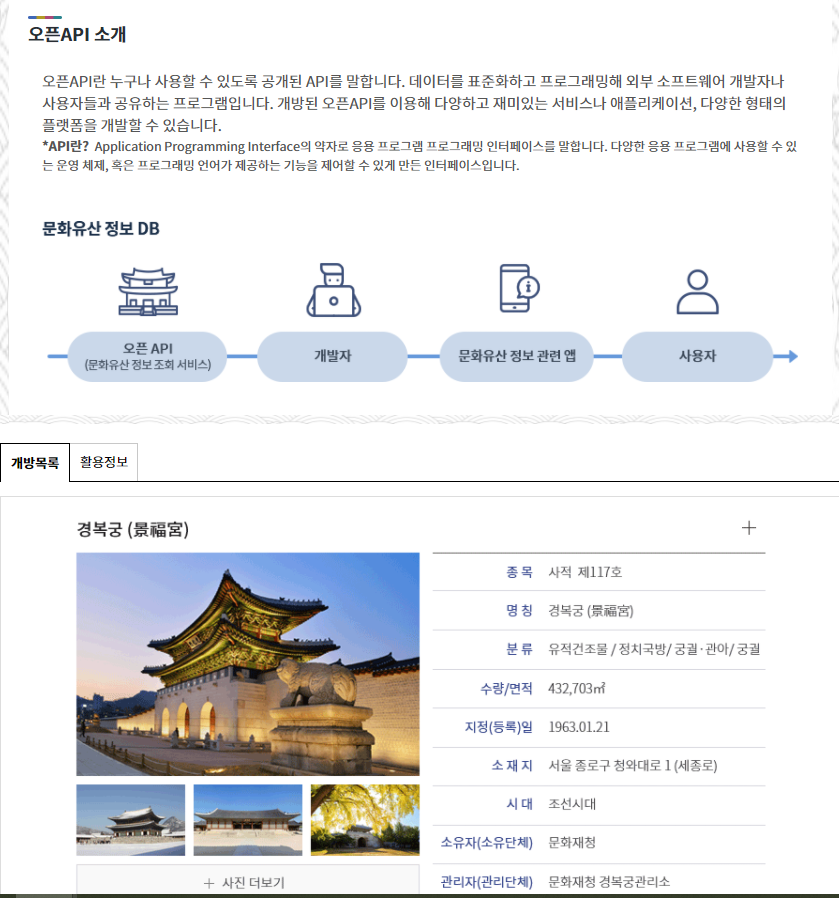 오픈API 소개
오픈API란 누구나 사용할 수 있도록 공개된 API를 말합니다. 데이터를 표준화하고 프로그래밍해 외부 소프트웨어 개발자나
사용자들과 공유하는 프로그램입니다. 개방된 오픈API를 이용해 다양하고 재미있는 서비스나 애플리케이션, 다양한 형태의
플랫폼을 개발할 수 있습니다.
*API란? Application Programming Interface의 약자로 응용 프로그램 프로그래밍 인터페이스를 말합니다. 다양한 응용 프로그램에 사용할 수 있
는 운영 체제, 혹은 프로그래밍 언어가 제공하는 기능을 제어할 수 있게 만든 인터페이스입니다.
문화유산 정보 DB
오픈 API
(문화유산 정보 조회 서비스)
개발자
문화유산 정보 관련 앱
사용자
개방목록
활용정보
경복궁 (景福宮)
종 목 사적 제117호
명 칭 경복궁 (景福宮)
분 류 유적건조물 / 정치국방/ 궁궐·관아/ 궁궐
수량/면적 432,703㎡
지정(등록)일 1963.01.21
소 재 지 서울 종로구 청와대로 1 (세종로)
시 대 조선시대
소유자(소유단체) 문화재청
관리자(관리단체) 문화재청 경복궁관리소
+ 사진 더보기